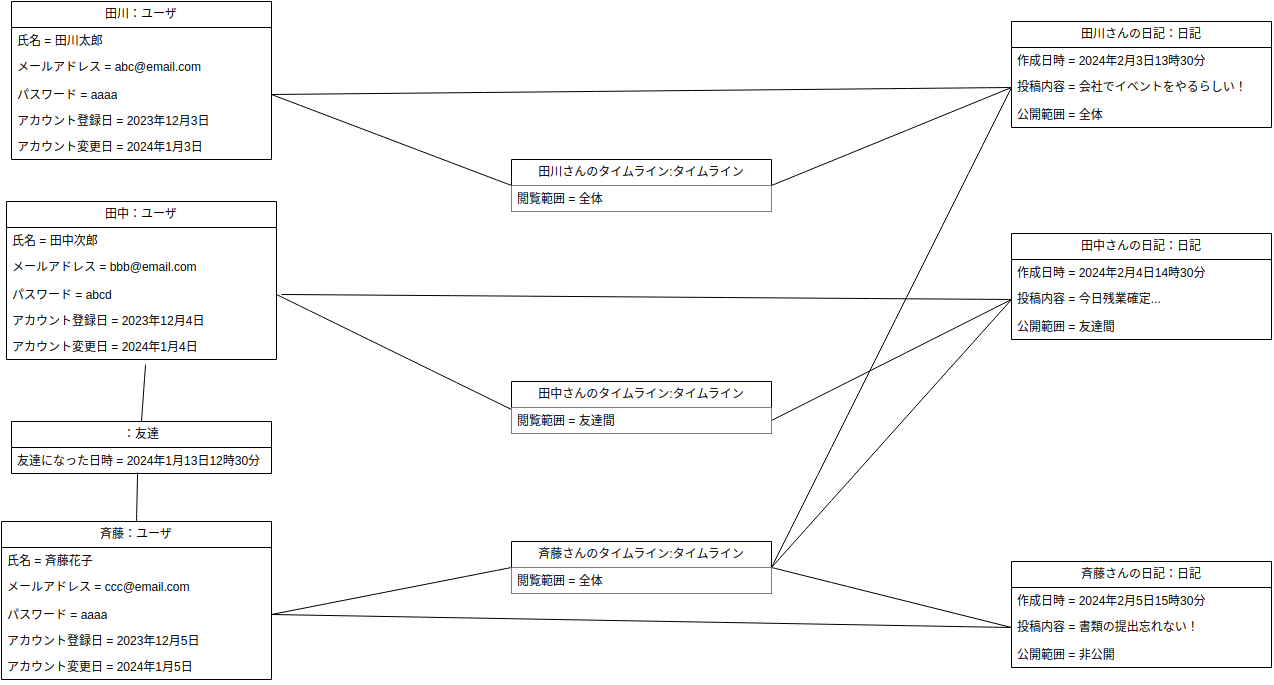 田川：ユーザ
氏名 = 田川太郎
メールアドレス = abc@email.com
パスワード = aaaa
アカウント登録日 = 2023年12月3日
アカウント変更日 = 2024年1月3日
田中：ユーザ
氏名 = 田中次郎
メールアドレス = bbb@email.com
パスワード = abcd
アカウント登録日 = 2023年12月4日
アカウント変更日 = 2024年1月4日
：友達
友達になった日時 = 2024年1月13日12時30分
斉藤：ユーザ
氏名 = 斉藤花子
メールアドレス = ccc@email.com
パスワード = aaaa
アカウント登録日 = 2023年12月5日
アカウント変更日 = 2024年1月5日
田川さんのタイムライン:タイムライン
閲覧範囲 = 全体
田中さんのタイムライン:タイムライン
閲覧範囲 = 友達間
斉藤さんのタイムライン:タイムライン
閲覧範囲 = 全体
田川さんの日記：日記
作成日時 = 2024年2月3日13時30分
投稿内容 = 会社でイベントをやるらしい！
公開範囲 = 全体
田中さんの日記：日記
作成日時 = 2024年2月4日14時30分
投稿内容 = 今日残業確定...
公開範囲 = 友達間
斉藤さんの日記：日記
作成日時 = 2024年2月5日15時30分
投稿内容 = 書類の提出忘れない！
公開範囲 = 非公開